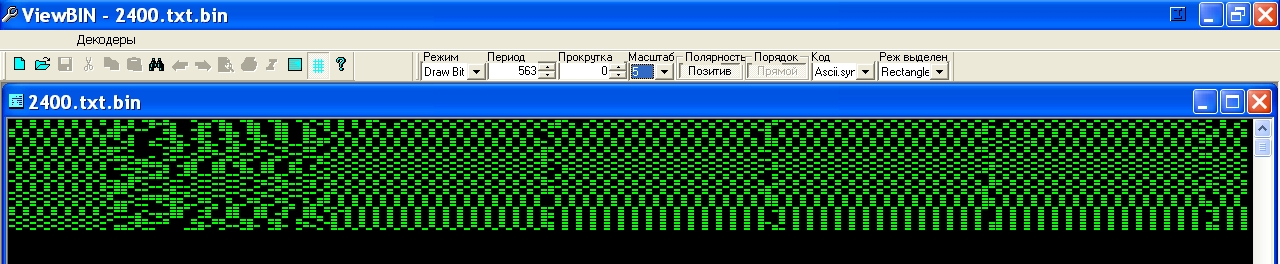 ViewBIN - 2400.txt.bin
Декодеры
Режим Период Прокрутка Масштаб Полярность Порядок Код Реж выделен
Draw Bit 563 0 5 Позитив Прямой Ascii.syr Rectangle
2400.txt.bin